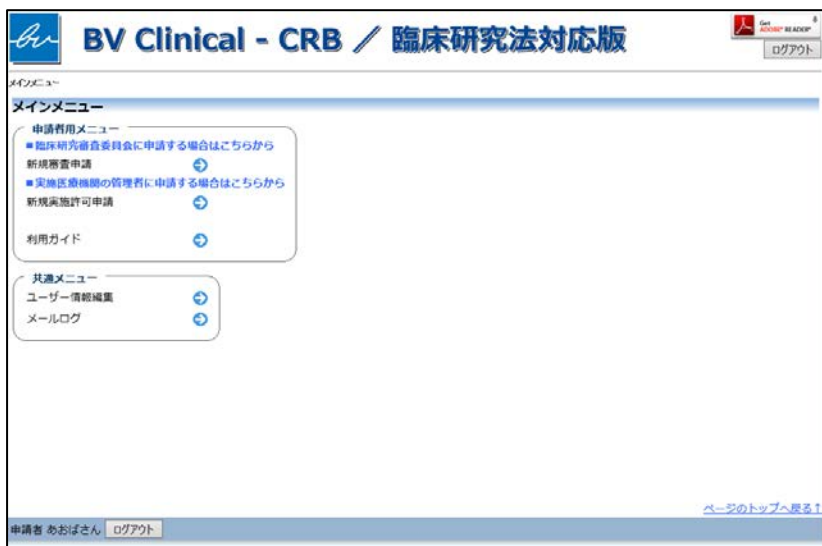 bv
BV Clinical - CRB ／ 臨床研究法対応版
Get
ADOBE® READER®
ログアウト
メインメニュー
メインメニュー
申請者用メニュー
■臨床研究審査委員会に申請する場合はこちらから
新規審査申請
■実施医療機関の管理者に申請する場合はこちらから
新規実施許可申請
利用ガイド
共通メニュー
ユーザー情報編集
メールログ
ページのトップへ戻る↑
申請者 あおばさん ログアウト